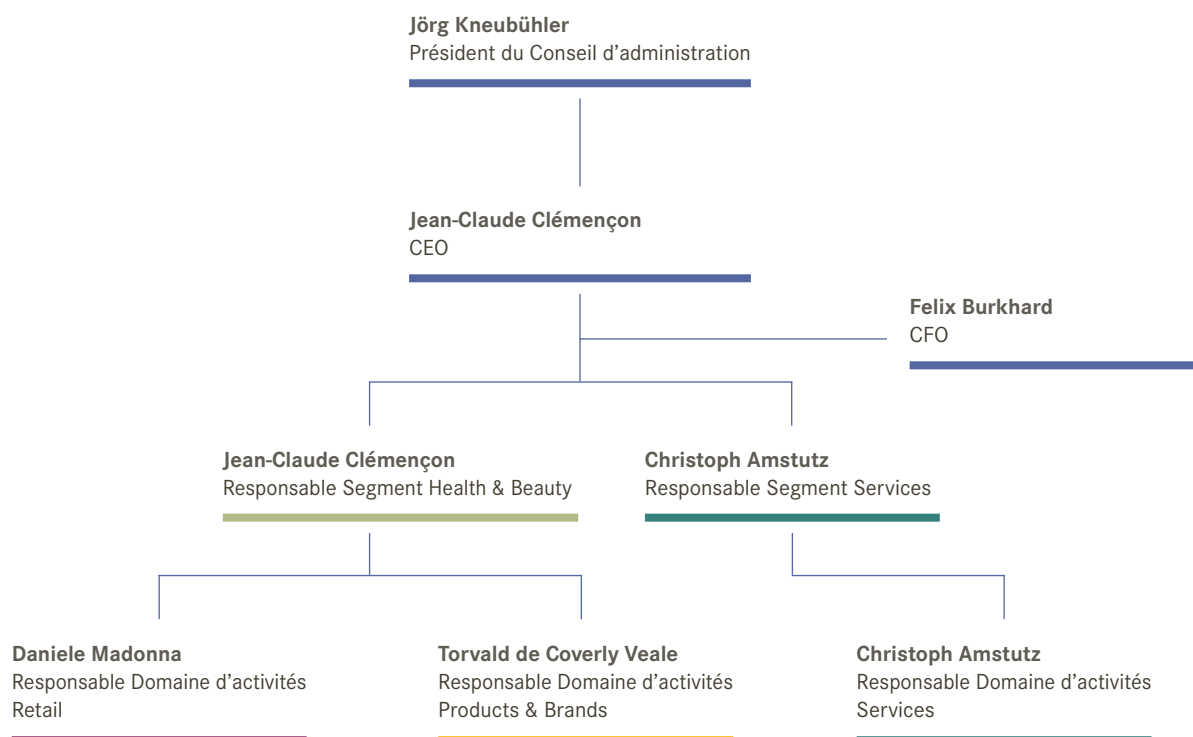 Jörg Kneubühler
Président du Conseil d’administration
Jean-Claude Clémençon
CEO
Felix Burkhard
CFO
Jean-Claude Clémençon
Responsable Segment Health & Beauty
Christoph Amstutz
Responsable Segment Services
Daniele Madonna
Responsable Domaine d’activités
Retail
Torvald de Coverly Veale
Responsable Domaine d’activités
Products & Brands
Christoph Amstutz
Responsable Domaine d’activités
Services